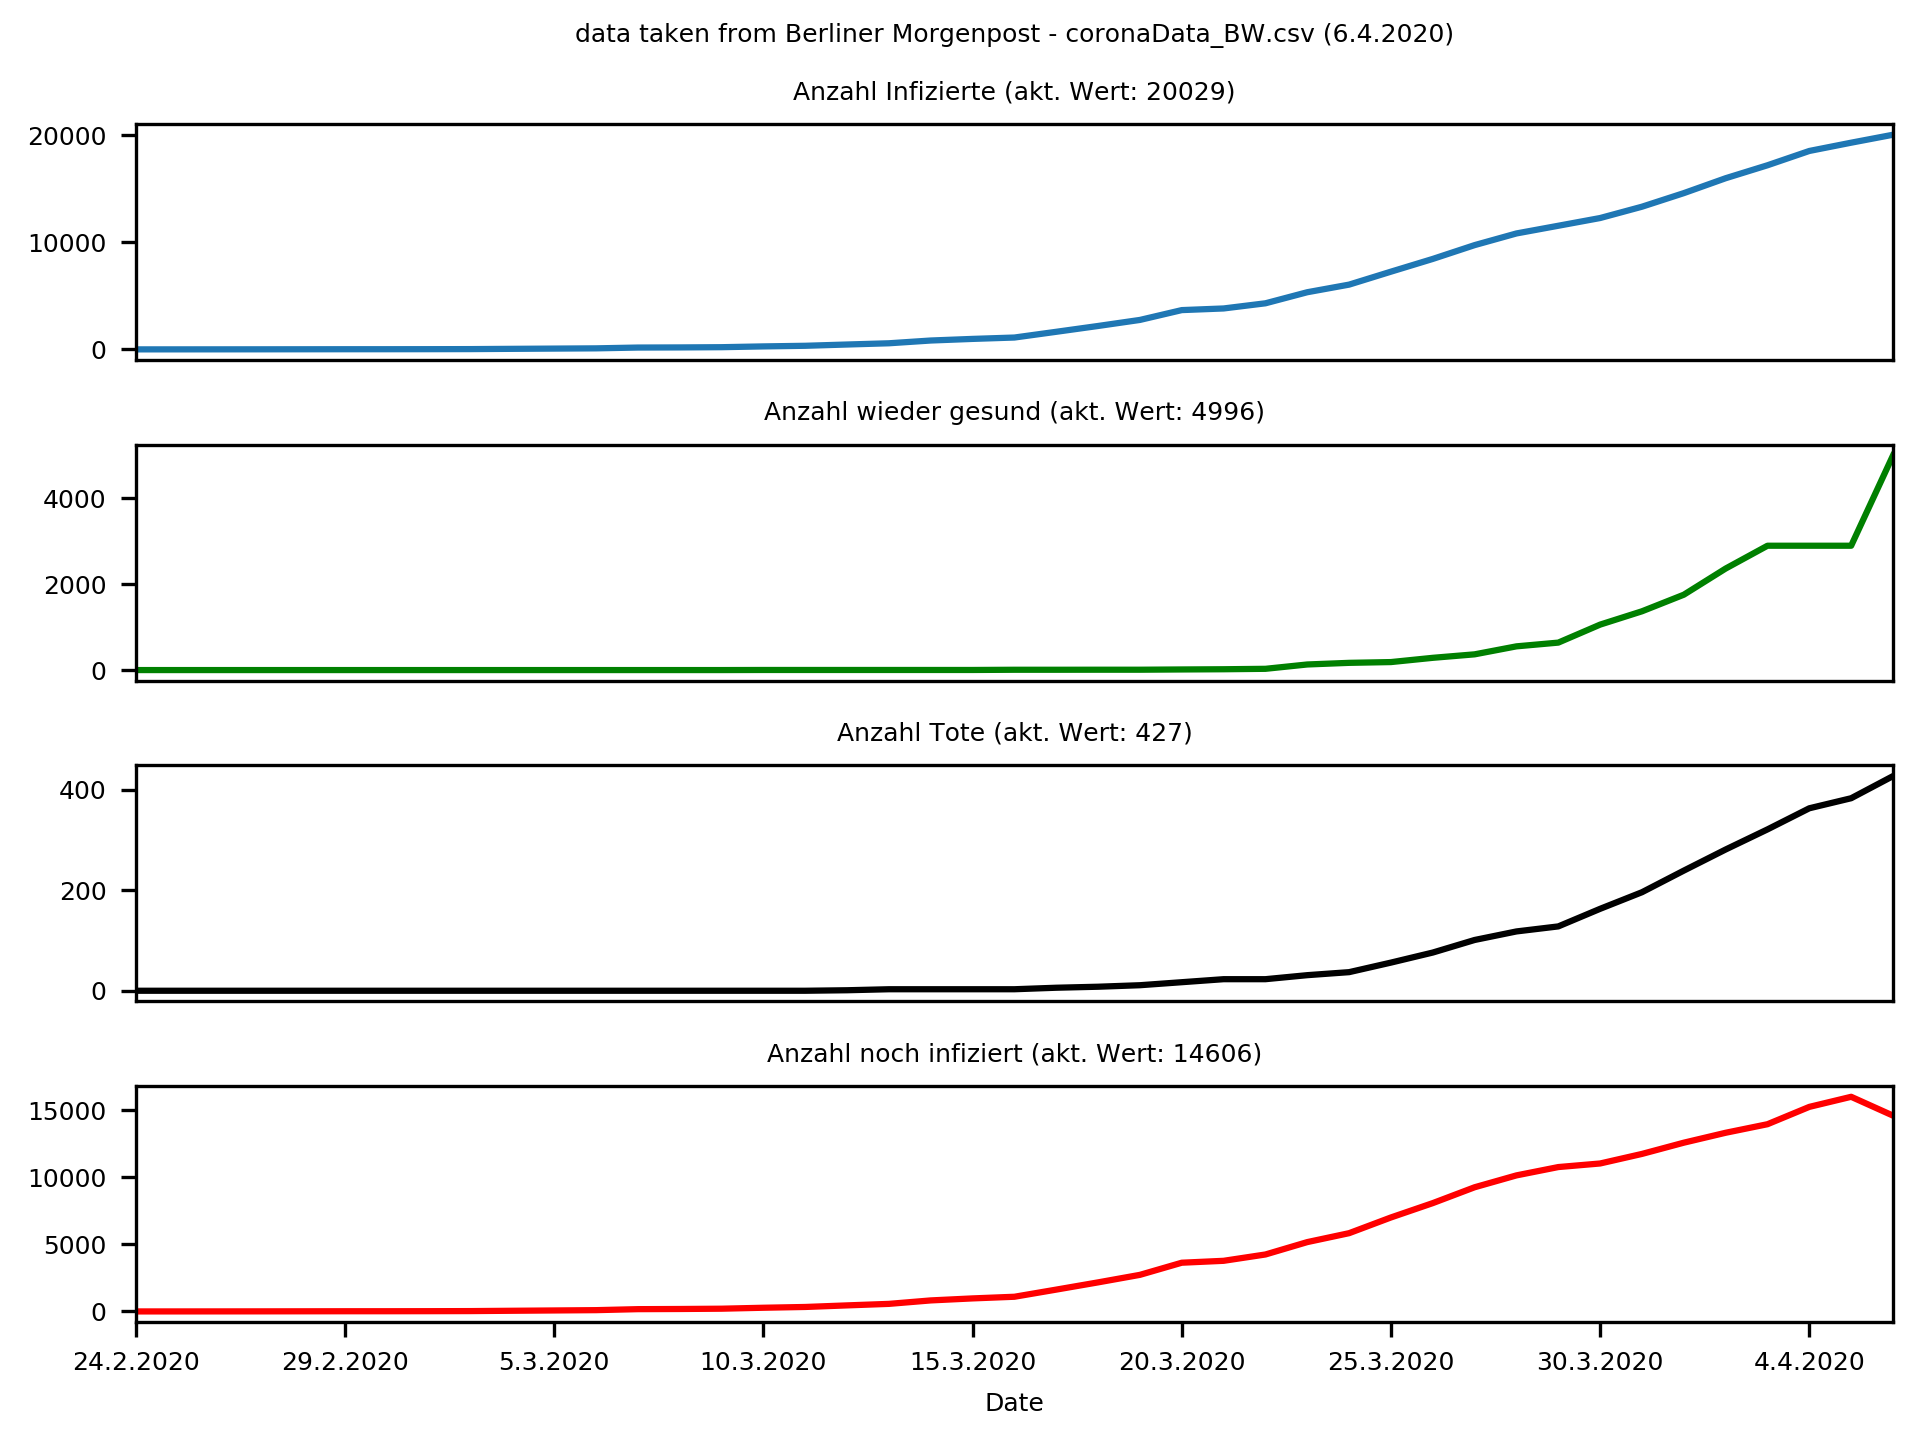 data taken from Berliner Morgenpost - coronaData_BW.csv (6.4.2020)
Anzahl Infizierte (akt. Wert: 20029)
20000
10000
0
Anzahl wieder gesund (akt. Wert: 4996)
4000
2000
0
Anzahl Tote (akt. Wert: 427)
400
200
0
Anzahl noch infiziert (akt. Wert: 14606)
15000
10000
5000
0
24.2.2020 29.2.2020 5.3.2020 10.3.2020 15.3.2020 20.3.2020 25.3.2020 30.3.2020 4.4.2020
Date